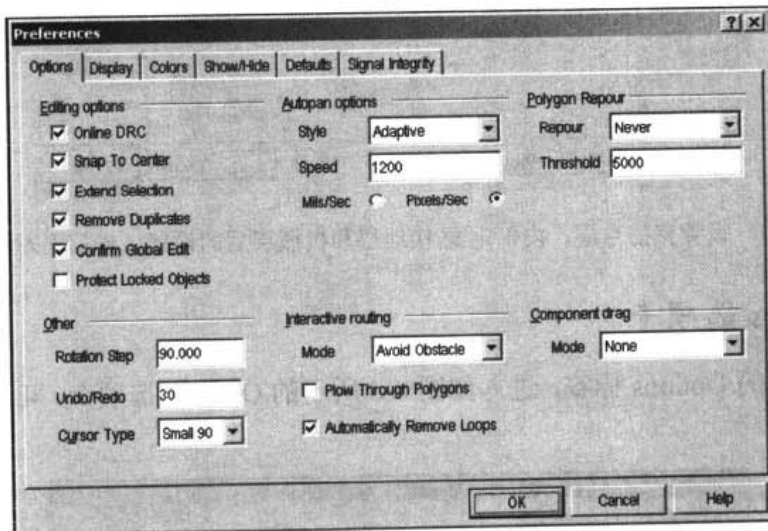 Preferences
Options Display Colors Show/Hide Defaults Signal Integrity
Editing options
Online DRC
Snap To Center
Extend Selection
Remove Duplicates
Confirm Global Edit
Protect Locked Objects
Autopan options
Style Adaptive
Speed 1200
Mils/Sec Pixels/Sec
Polygon Repour
Repour Never
Threshold 5000
Other
Rotation Step 90.000
Undo/Redo 30
Cursor Type Small 90
Interactive routing
Mode Avoid Obstacle
Plow Through Polygons
Automatically Remove Loops
Component drag
Mode None
OK Cancel Help